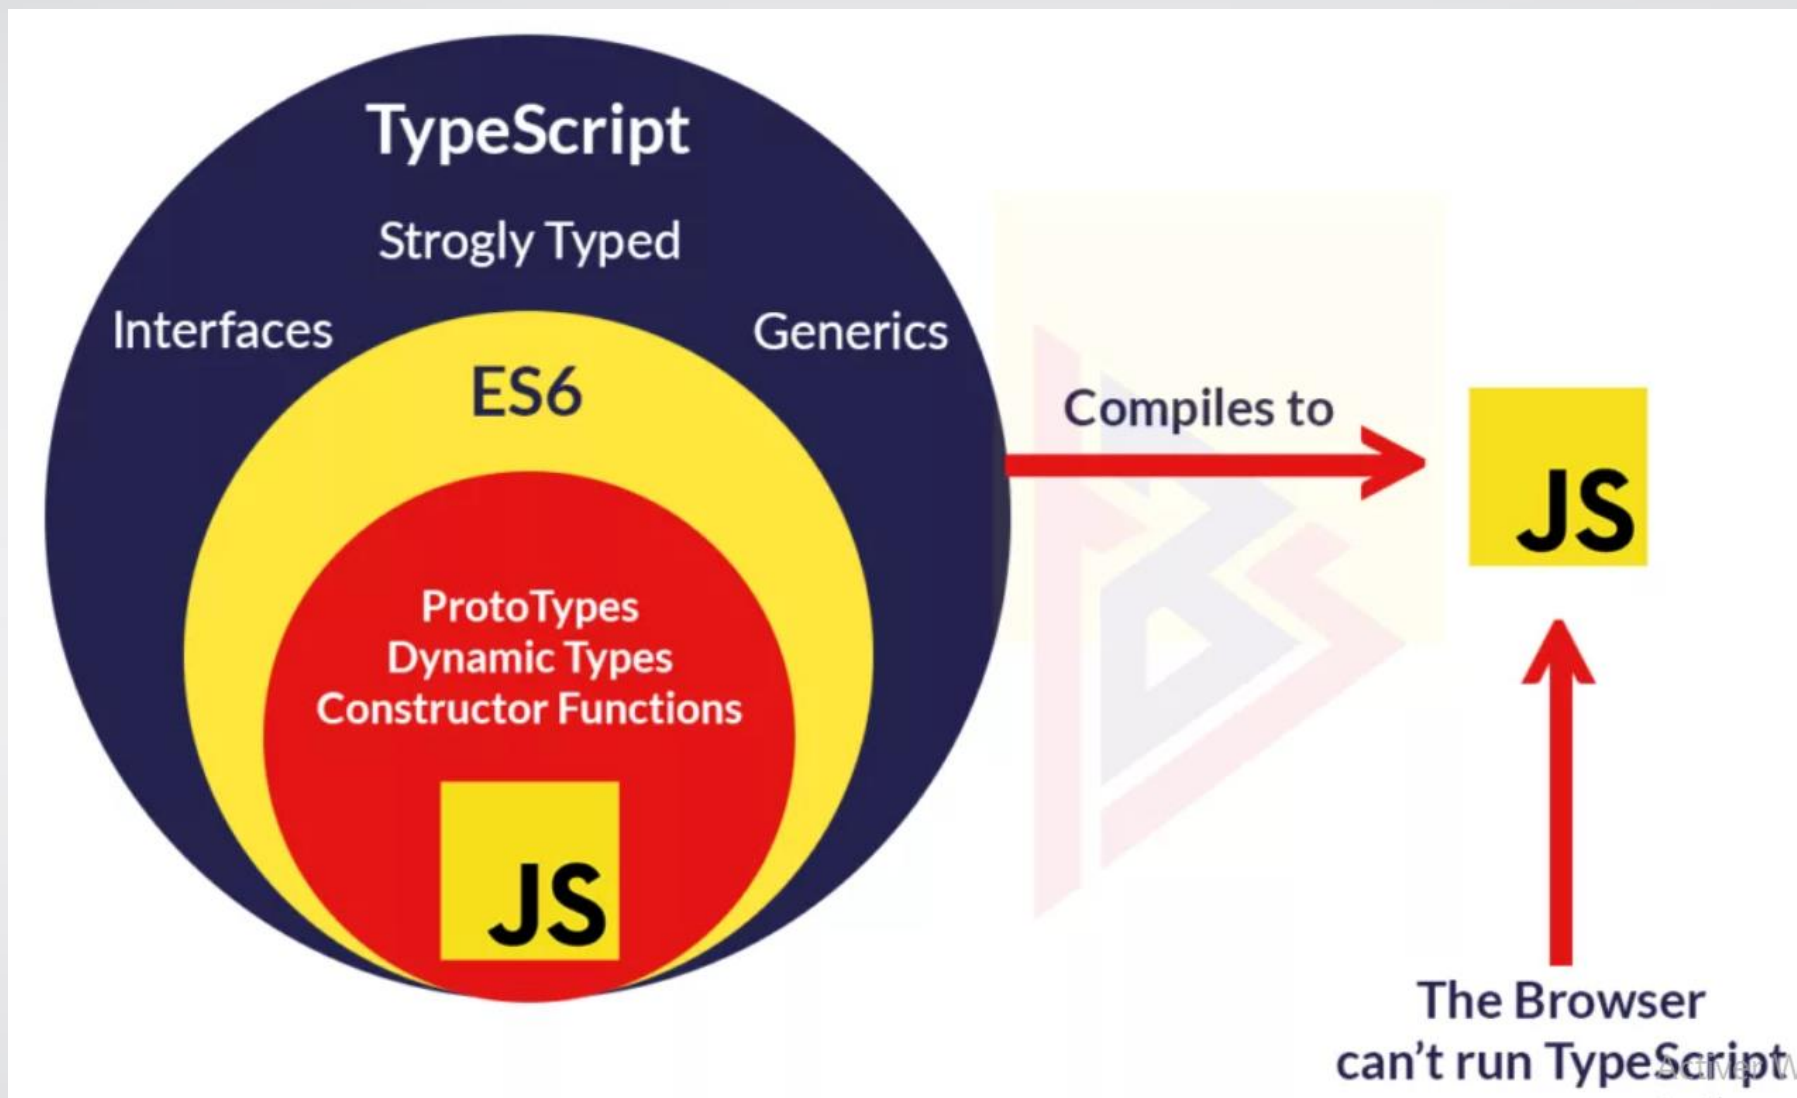 TypeScript
Strogly Typed
Interfaces
Generics
ES6
Compiles to
JS
ProtoTypes
Dynamic Types
Constructor Functions
JS
The Browser
can't run TypeScript
Activer W